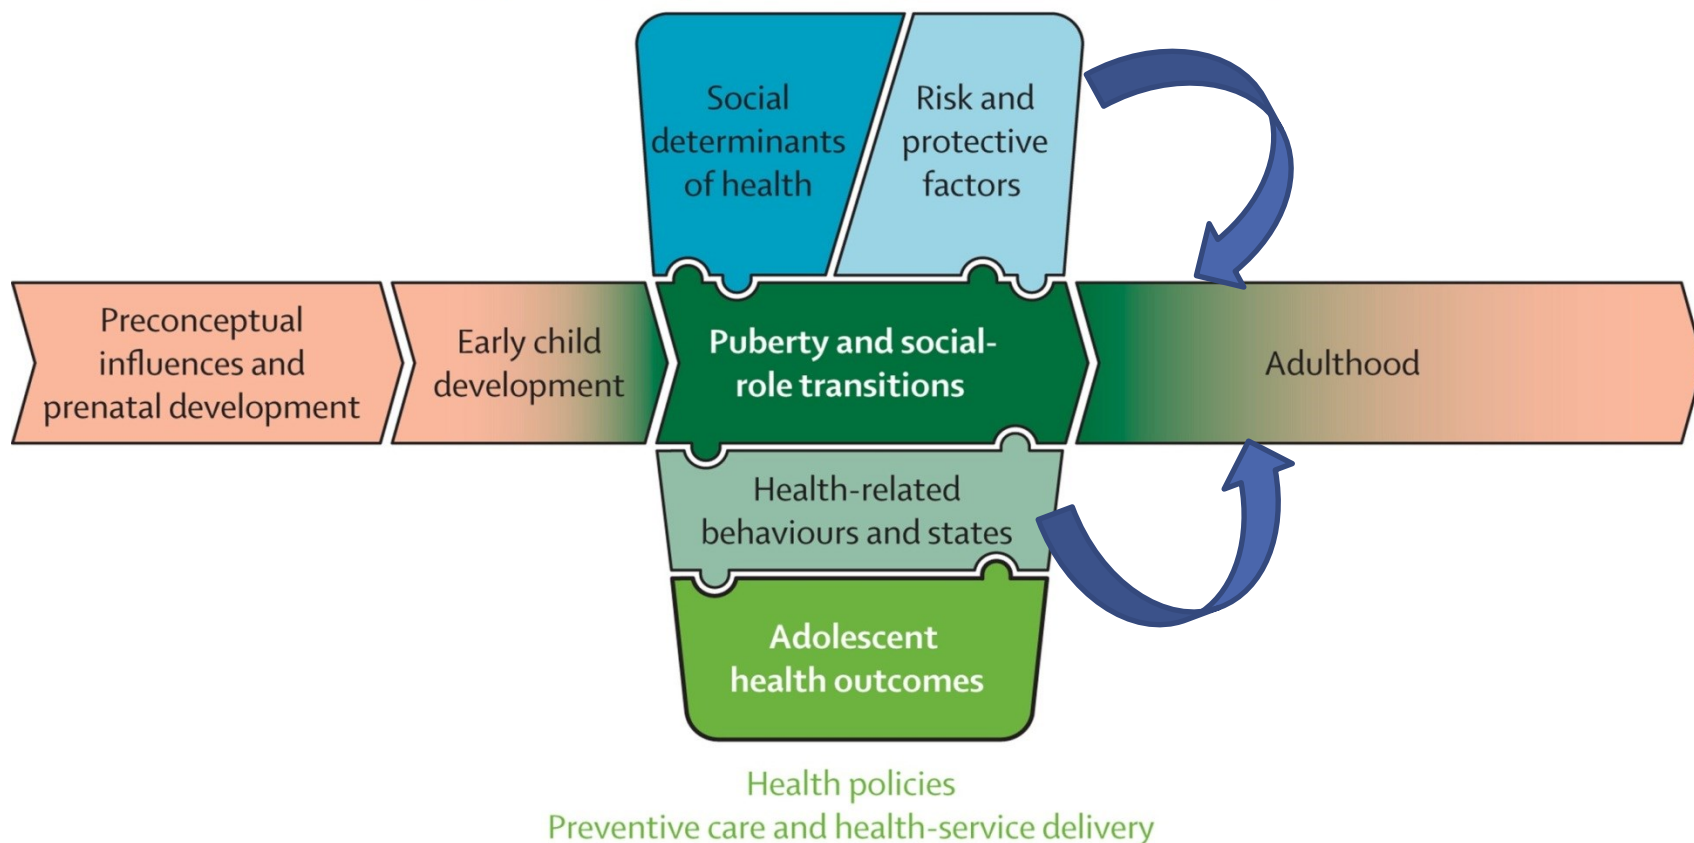 Social
determinants
of health
Risk and
protective
factors
Preconceptual
influences and
prenatal development
Early child
development
Puberty and social-
role transitions
Adulthood
Health-related
behaviours and states
Adolescent
health outcomes
Health policies
Preventive care and health-service delivery